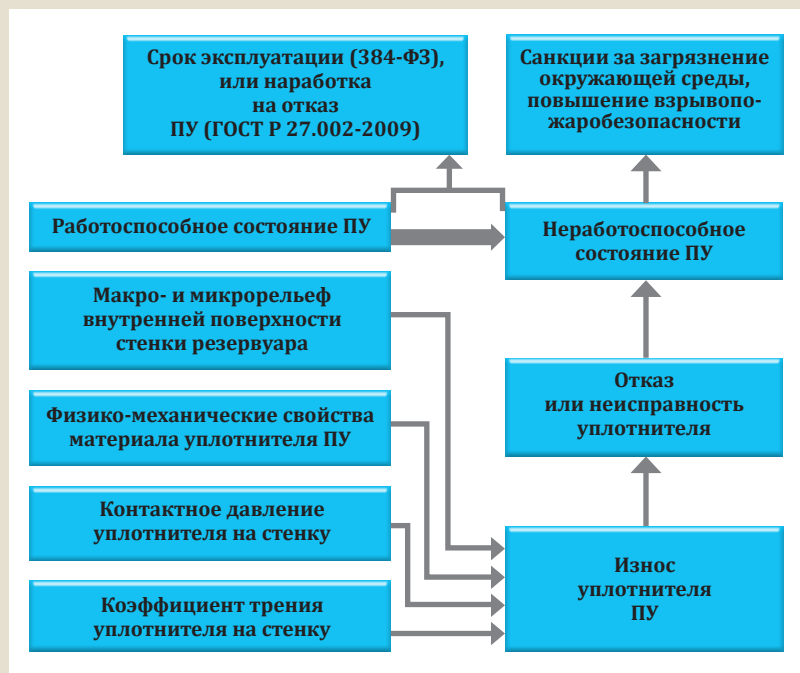 Срок эксплуатации (384-ФЗ),
или наработка
на отказ
ПУ (ГОСТ Р 27.002-2009)
Санкции за загрязнение
окружающей среды,
повышение взрывопо-
жаробезопасности
Работоспособное состояние ПУ
Неработоспособное
состояние ПУ
Макро- и микрорельеф
внутренней поверхности
стенки резервуара
Отказ
или неисправность
уплотнителя
Физико-механические свойства
материала уплотнителя ПУ
Контактное давление
уплотнителя на стенку
Износ
уплотнителя
ПУ
Коэффициент трения
уплотнителя на стенку